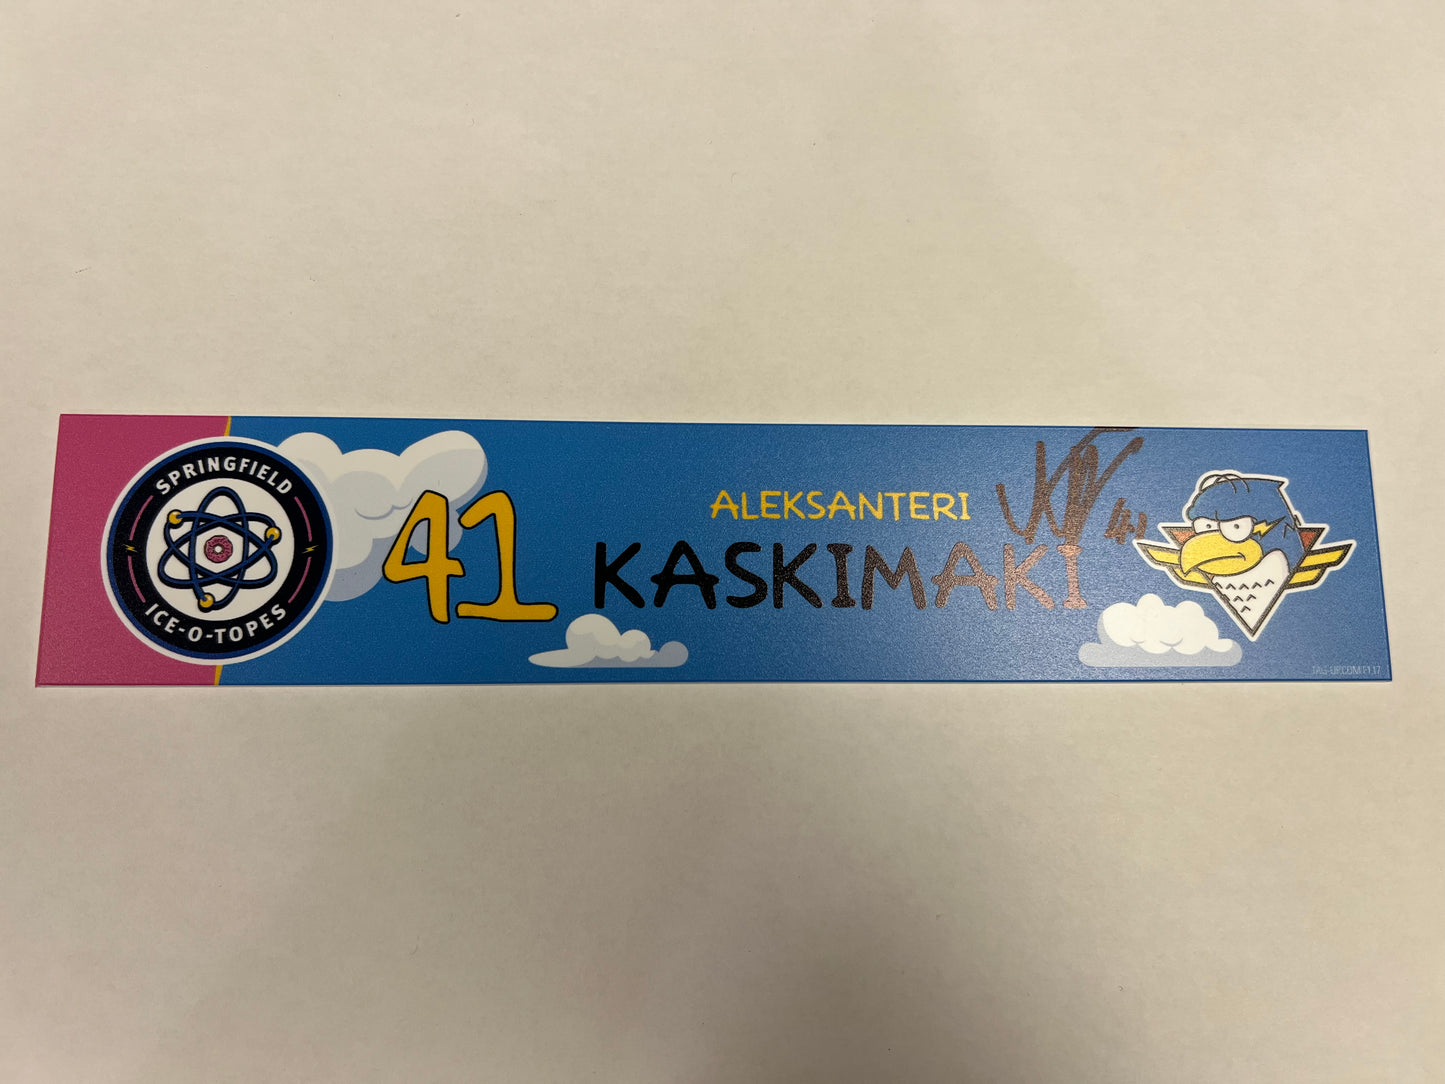 SPRINGFIELD
ICE-O-TOPES
41
ALEKSANTERI
KASKIMAKI